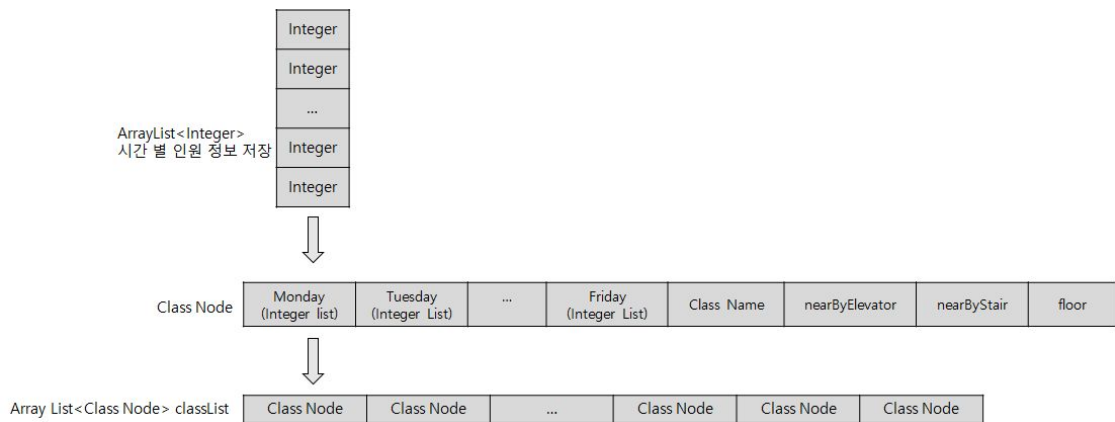 Integer
Integer
...
ArrayList<Integer>
시간 별 인원 정보 저장
Integer
Integer
Class Node
Monday
(Integer list)
Tuesday
(Integer List)
...
Friday
(Integer List)
Class Name
nearByElevator
nearByStair
floor
Array List<Class Node> classList
Class Node
Class Node
...
Class Node
Class Node
Class Node